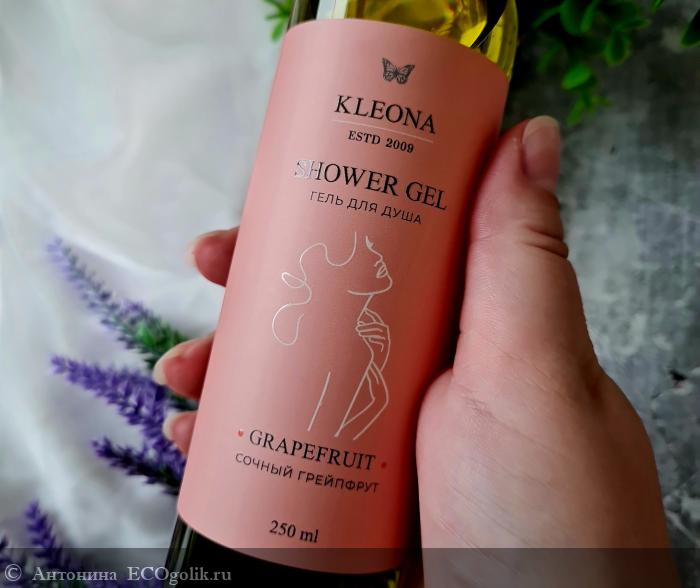 KLEONA
ESTD 2009
SHOWER GEL
ГЕЛЬ ДЛЯ ДУША
GRAPEFRUIT
СОЧНЫЙ ГРЕЙПФРУТ
250 ml
© Антонина ECOgolik.ru